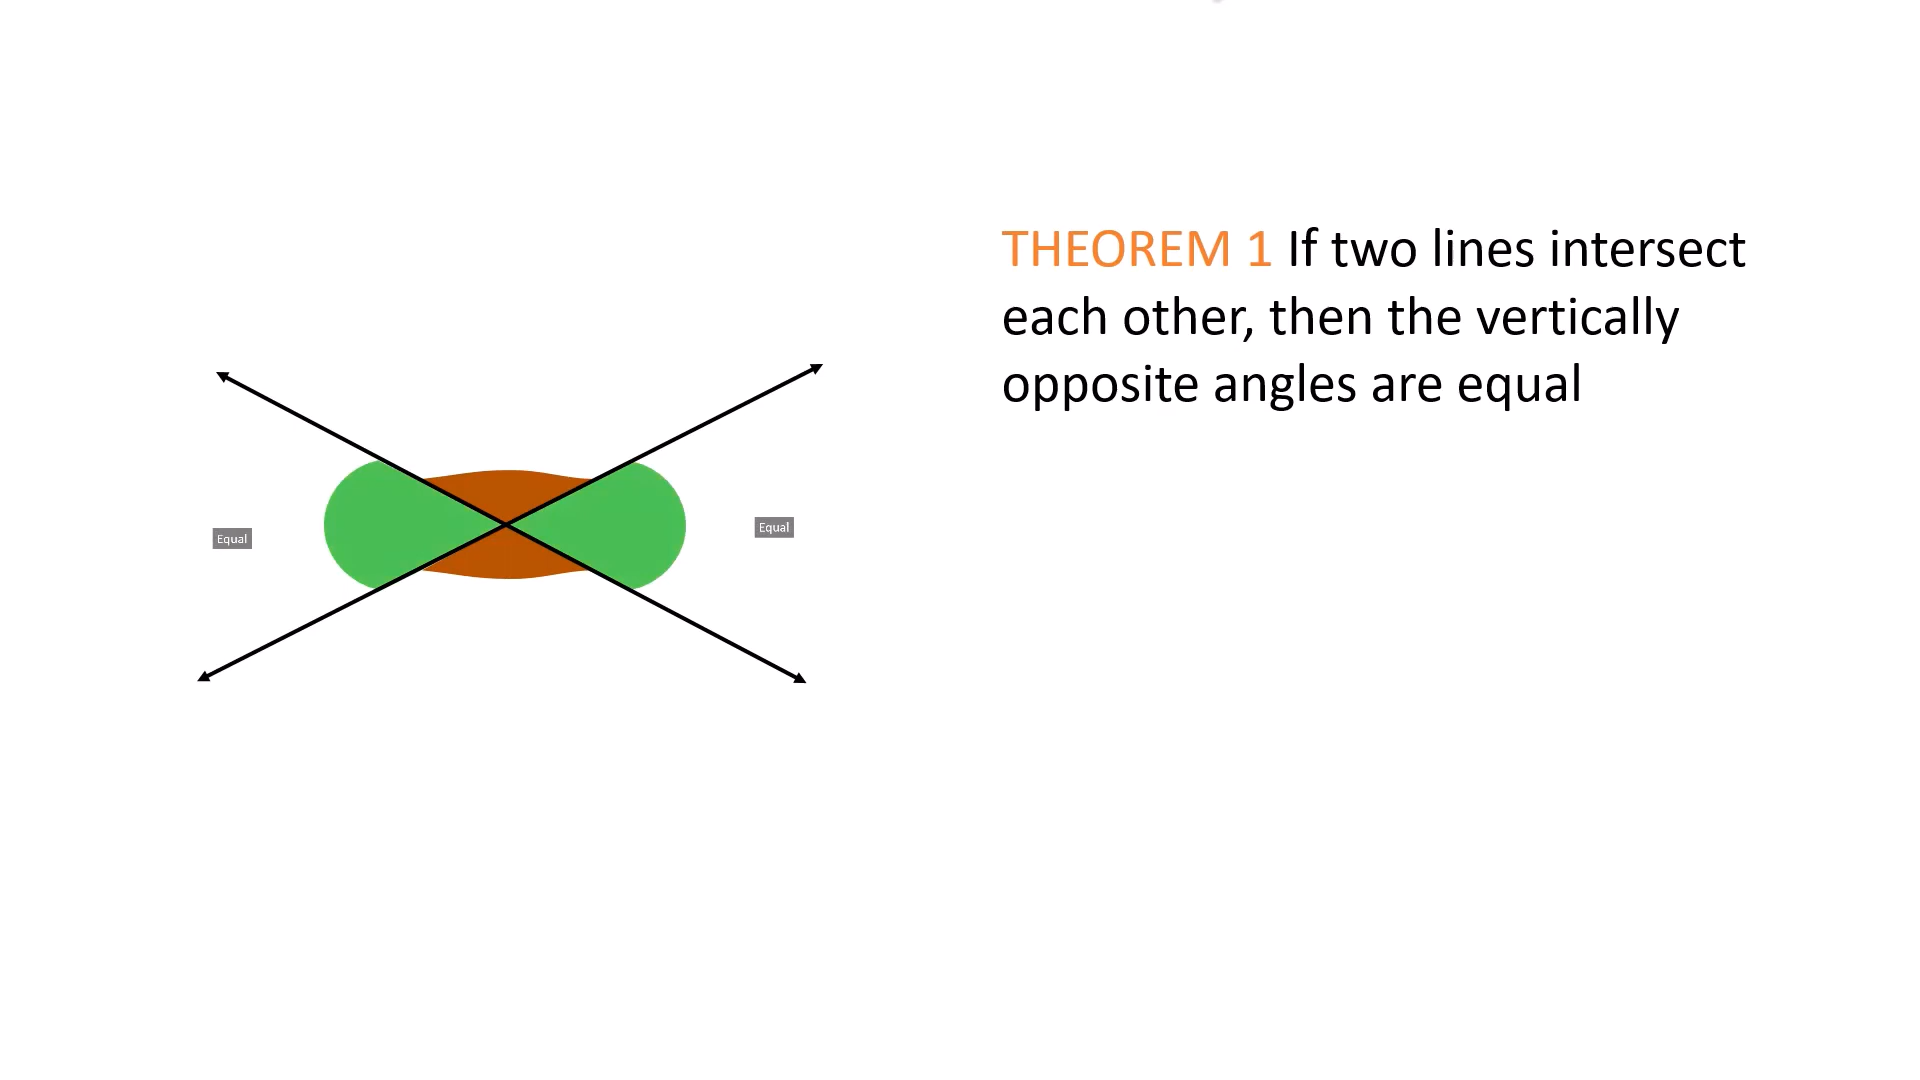 THEOREM 1 If two lines intersect
each other, then the vertically
opposite angles are equal
Equal
Equal